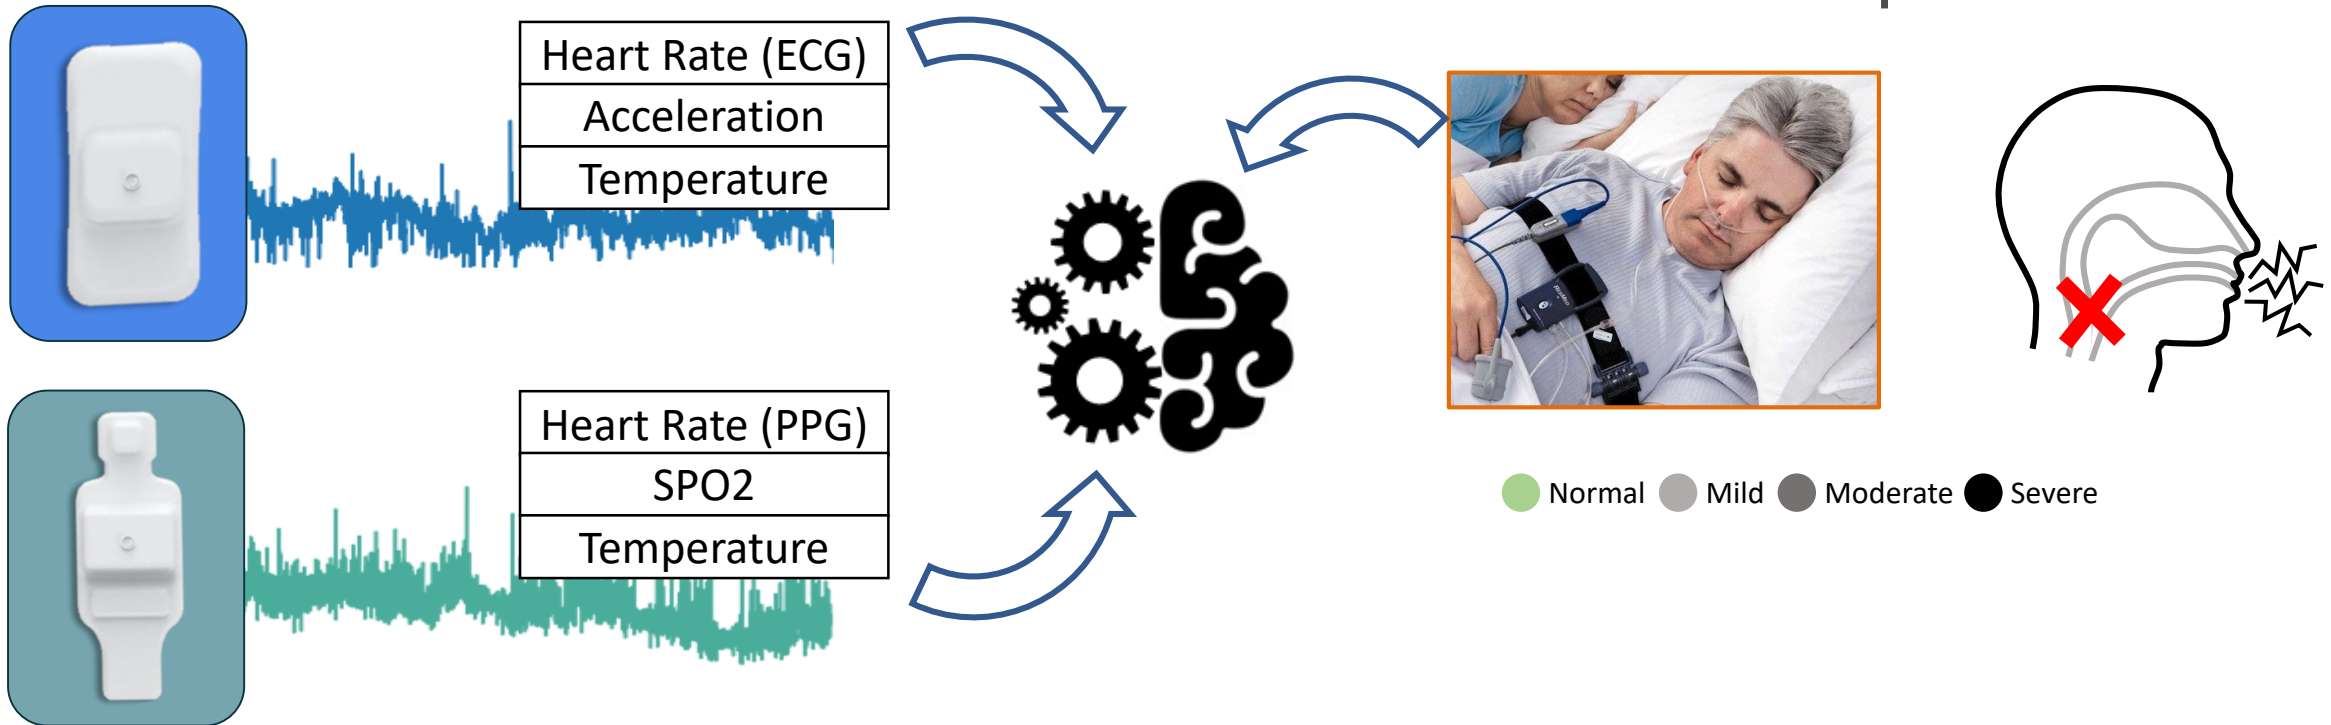 Heart Rate (ECG)
Acceleration
Temperature
Heart Rate (PPG)
SPO2
Temperature
Normal
Mild
Moderate
Severe